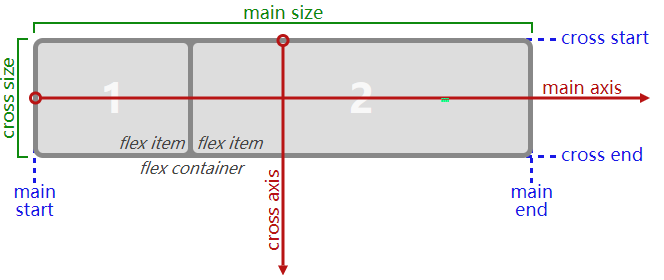 main size
cross start
cross size
main axis
1
2
flex item
flex item
cross end
flex container
main
start
cross axis
main
end